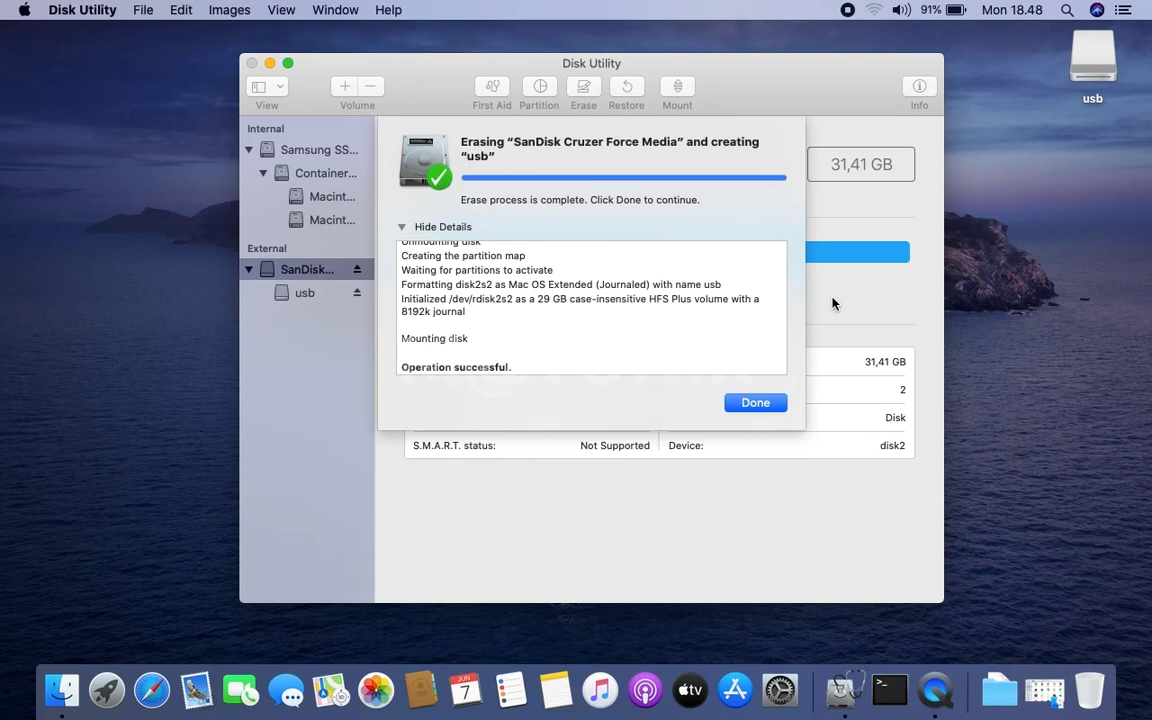 Disk Utility File Edit Images View Window Help
91% Mon 18.48
usb
Disk Utility
View Volume First Aid Partition Erase Restore Mount Info
Internal
Samsung SS...
Container...
Macint...
Macint...
External
SanDisk...
usb
Erasing “SanDisk Cruzer Force Media” and creating
“usb”
31,41 GB
Erase process is complete. Click Done to continue.
Hide Details
Unmounting disk
Creating the partition map
Waiting for partitions to activate
Formatting disk2s2 as Mac OS Extended (Journaled) with name usb
Initialized /dev/rdisk2s2 as a 29 GB case-insensitive HFS Plus volume with a
8192k journal
Mounting disk
Operation successful.
Done
31,41 GB
2
Disk
S.M.A.R.T. status: Not Supported Device: disk2
JUN
7
tv